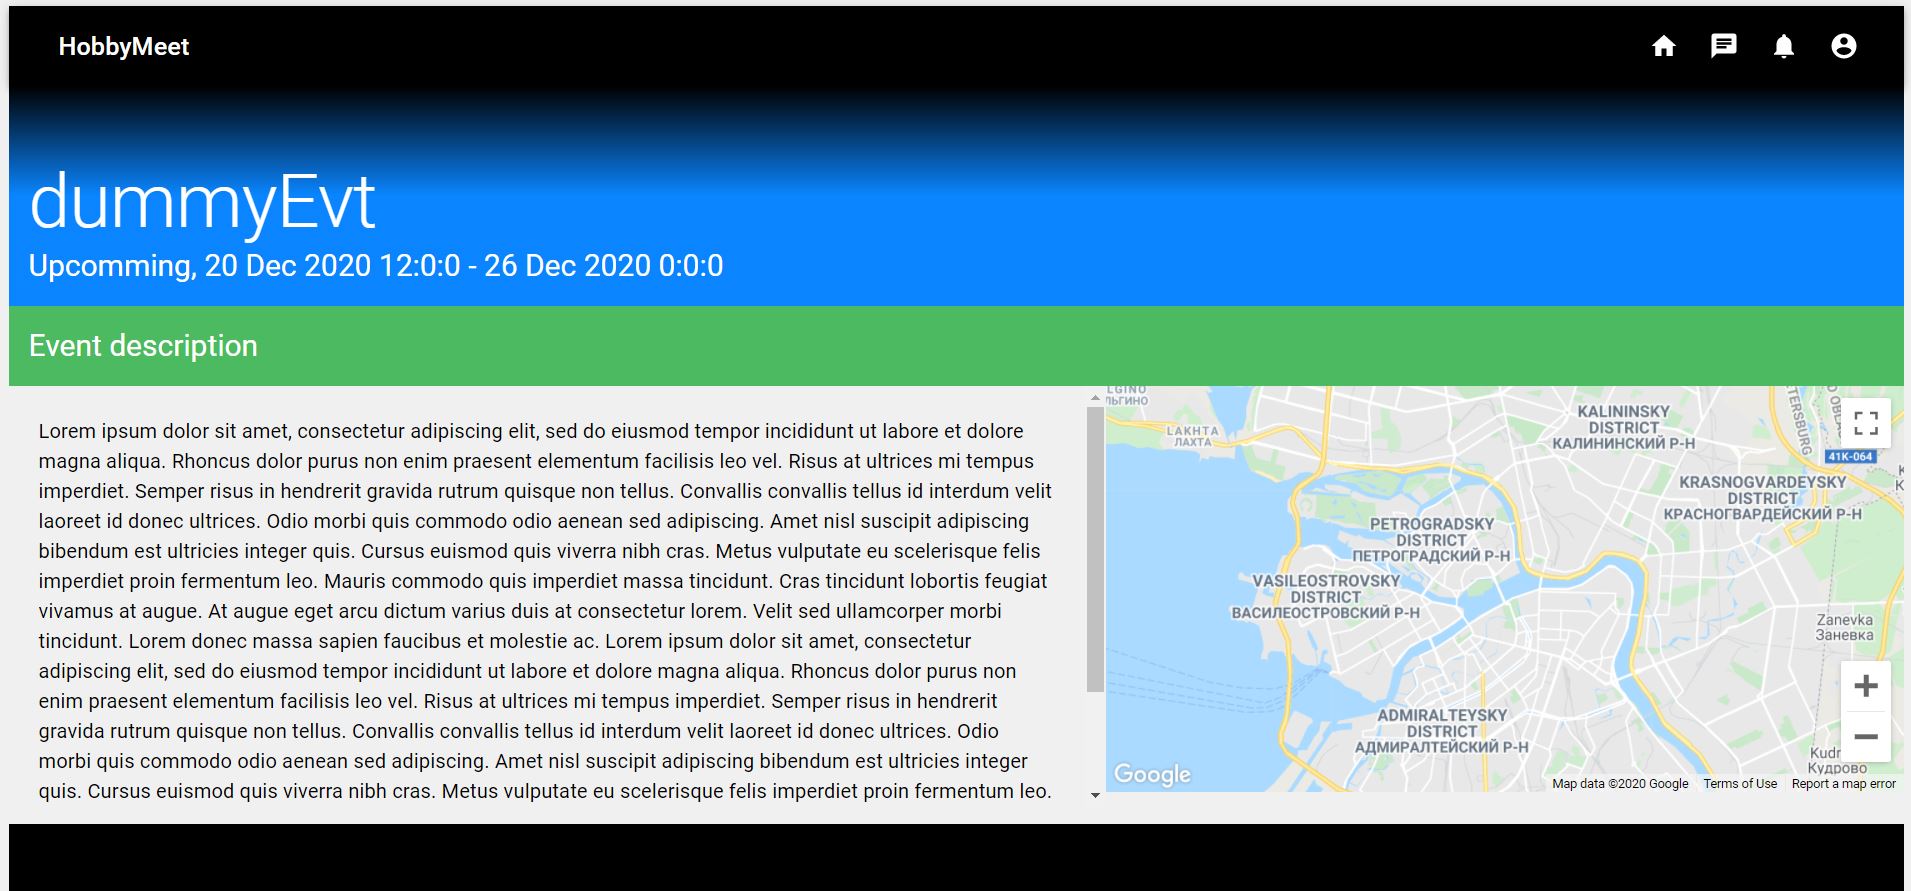 HobbyMeet
dummyEvt
Upcomming, 20 Dec 2020 12:0:0 - 26 Dec 2020 0:0:0
Event description
Lorem ipsum dolor sit amet, consectetur adipiscing elit, sed do eiusmod tempor incididunt ut labore et dolore
magna aliqua. Rhoncus dolor purus non enim praesent elementum facilisis leo vel. Risus at ultrices mi tempus
imperdiet. Semper risus in hendrerit gravida rutrum quisque non tellus. Convallis convallis tellus id interdum velit
laoreet id donec ultrices. Odio morbi quis commodo odio aenean sed adipiscing. Amet nisl suscipit adipiscing
bibendum est ultricies integer quis. Cursus euismod quis viverra nibh cras. Metus vulputate eu scelerisque felis
imperdiet proin fermentum leo. Mauris commodo quis imperdiet massa tincidunt. Cras tincidunt lobortis feugiat
vivamus at augue. At augue eget arcu dictum varius duis at consectetur lorem. Velit sed ullamcorper morbi
tincidunt. Lorem donec massa sapien faucibus et molestie ac. Lorem ipsum dolor sit amet, consectetur
adipiscing elit, sed do eiusmod tempor incididunt ut labore et dolore magna aliqua. Rhoncus dolor purus non
enim praesent elementum facilisis leo vel. Risus at ultrices mi tempus imperdiet. Semper risus in hendrerit
gravida rutrum quisque non tellus. Convallis convallis tellus id interdum velit laoreet id donec ultrices. Odio
morbi quis commodo odio aenean sed adipiscing. Amet nisl suscipit adipiscing bibendum est ultricies integer
quis. Cursus euismod quis viverra nibh cras. Metus vulputate eu scelerisque felis imperdiet proin fermentum leo.
LGINO
ЛЬГИНО
LAKHTA
ЛАХТА
KALININSKY
DISTRICT
КАЛИНИНСКИЙ Р-Н
41K-064
KRASNOGVARDEYSKY
DISTRICT
КРАСНОГВАРДЕЙСКИЙ Р-Н
PETROGRADSKY
DISTRICT
ПЕТРОГРАДСКИЙ Р-Н
VASILEOSTROVSKY
DISTRICT
ВАСИЛЕОСТРОВСКИЙ Р-Н
Zanevka
Заневка
ADMIRALTEYSKY
DISTRICT
АДМИРАЛТЕЙСКИЙ Р-Н
Kudr
Кудрово
Google
Map data ©2020 Google
Terms of Use
Report a map error